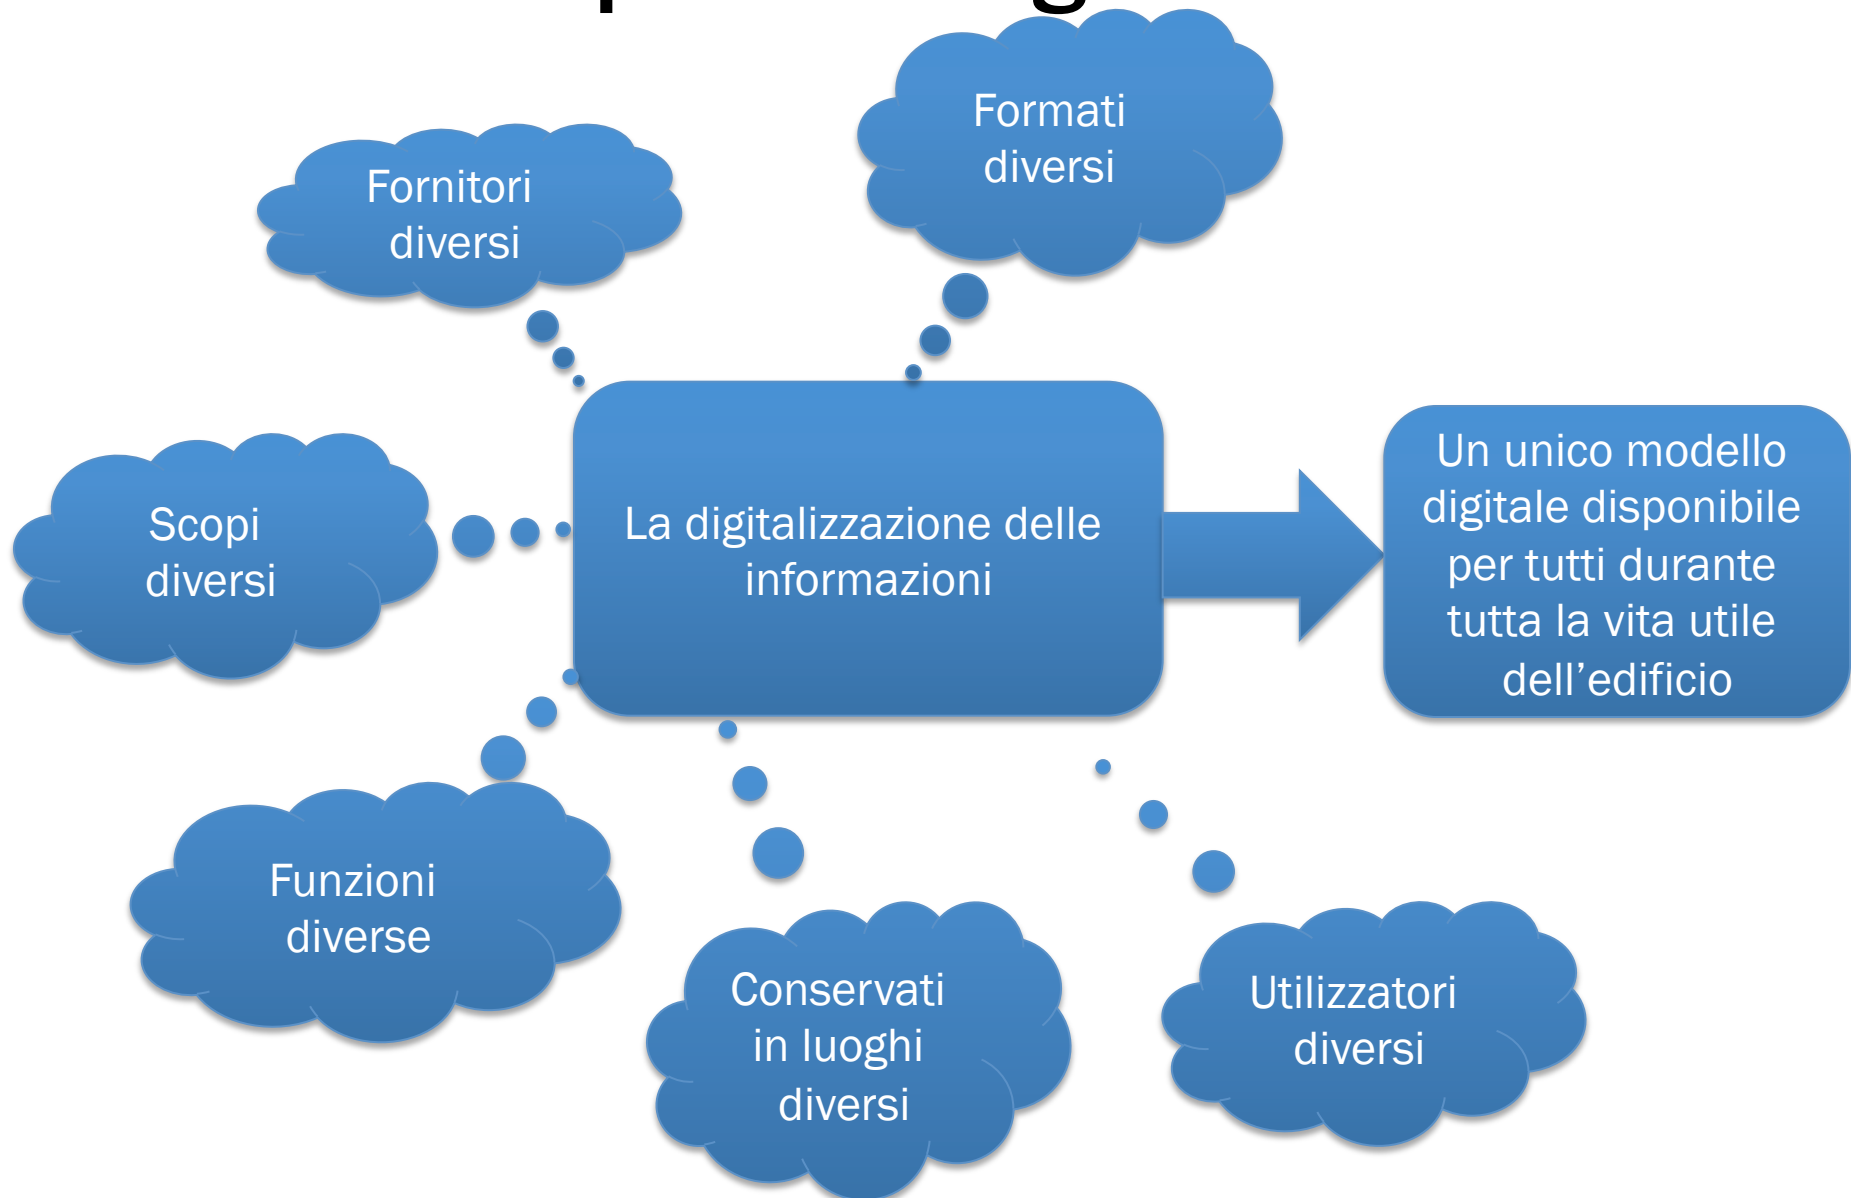 Formati
diversi
Fornitori
diversi
Scopi
diversi
La digitalizzazione delle
informazioni
Un unico modello
digitale disponibile
per tutti durante
tutta la vita utile
dell’edificio
Funzioni
diverse
Conservati
in luoghi
diversi
Utilizzatori
diversi